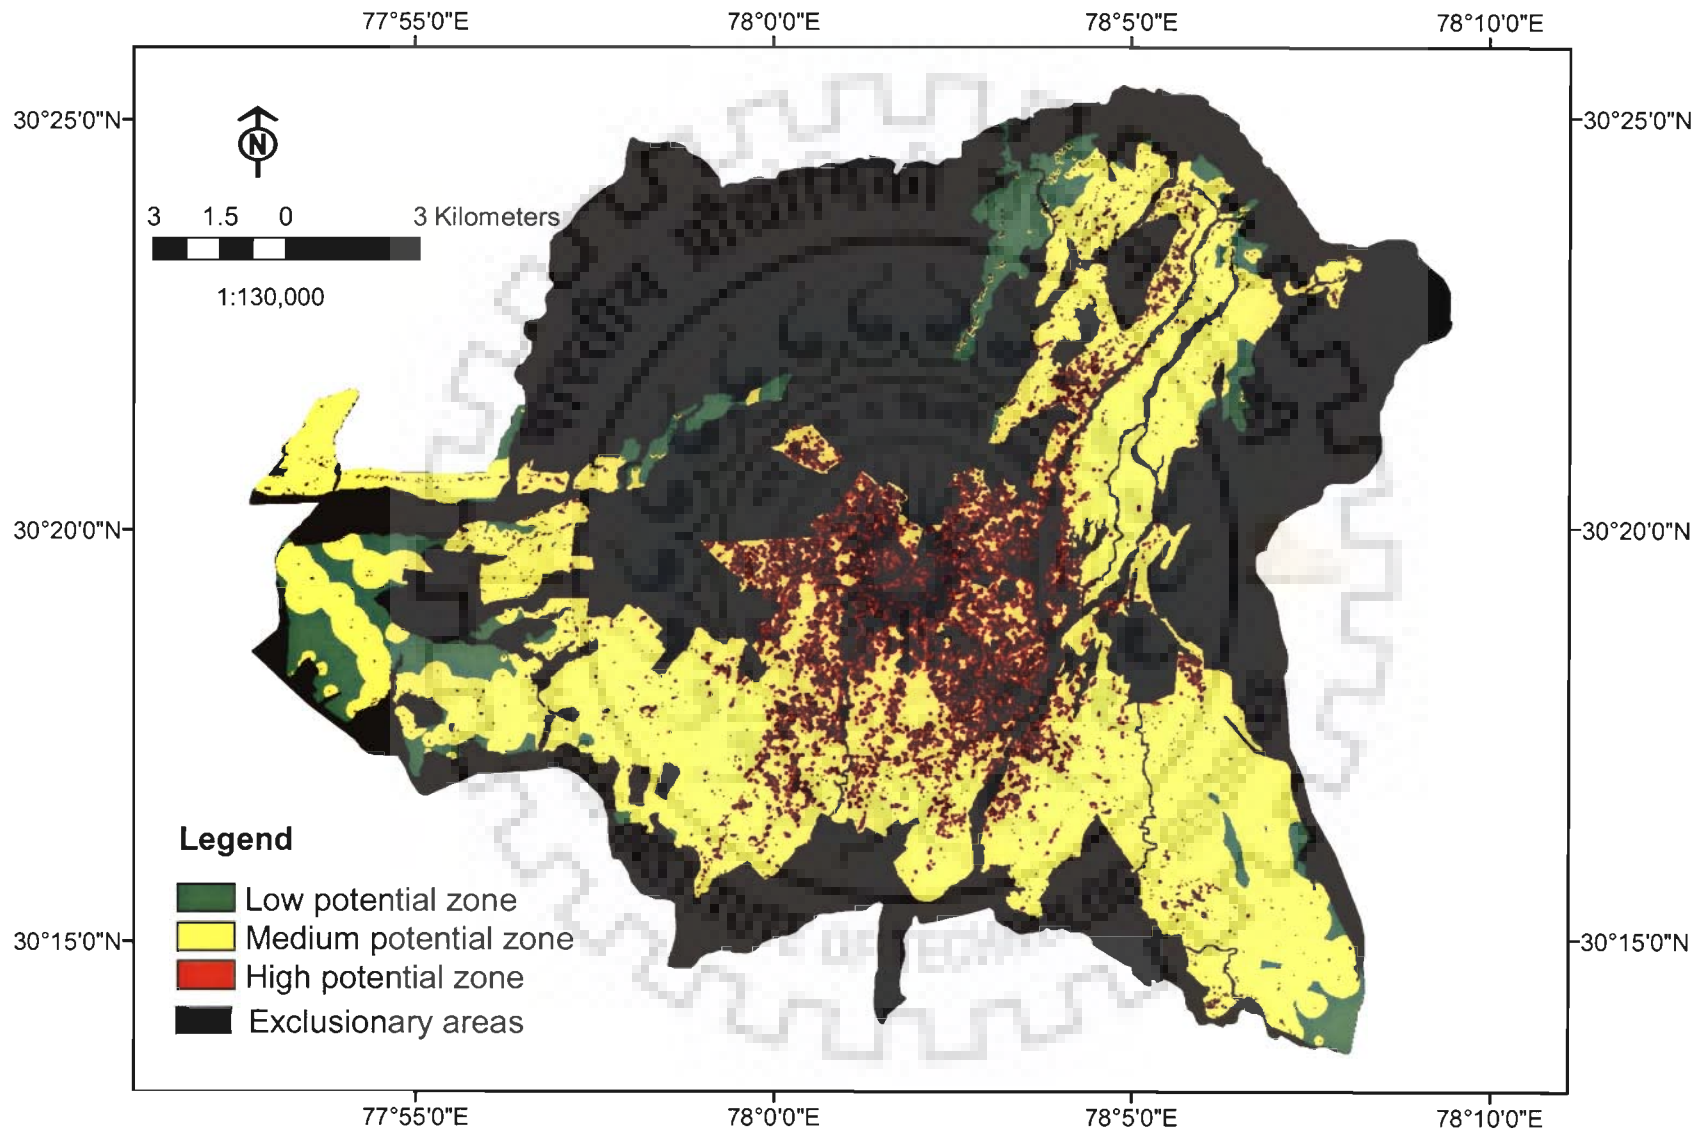 77°55'0"E 78°0'0"E 78°5'0"E 78°10'0"E
30°25'0"N 30°25'0"N
N
3 1.5 0 3 Kilometers
1:130,000
30°20'0"N 30°20'0"N
Legend
Low potential zone
Medium potential zone
High potential zone
Exclusionary areas
30°15'0"N 30°15'0"N
77°55'0"E 78°0'0"E 78°5'0"E 78°10'0"E